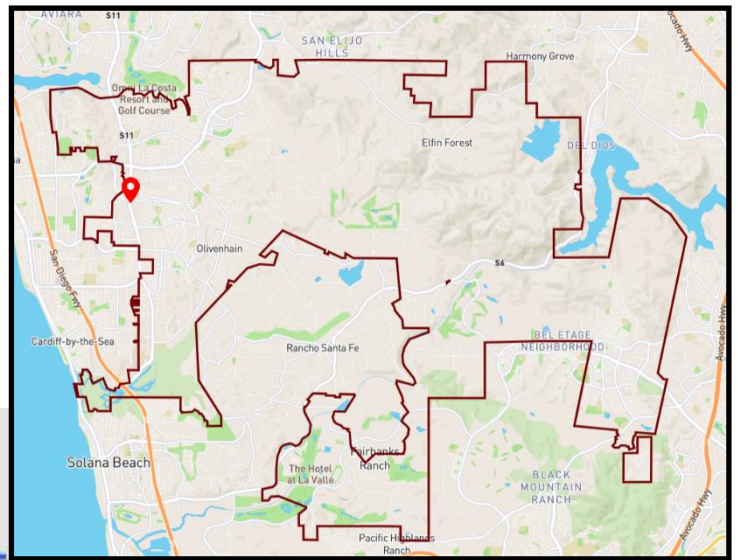 AVIARA
S11
SAN ELIJO
HILLS
Harmony Grove
Avocado Hwy
Omni La Costa
Resort and
Golf Course
S11
Elfin Forest
DEL DIOS
Olivenhain
S6
San Diego Fwy
Cardiff-by-the-Sea
Rancho Santa Fe
BEL ETAGE
NEIGHBORHOOD
Avocado Hwy
Solana Beach
The Hotel
at La Valle
Fairbanks
Ranch
BLACK
MOUNTAIN
RANCH
Pacific Highlands
Ranch
Avocado Hwy